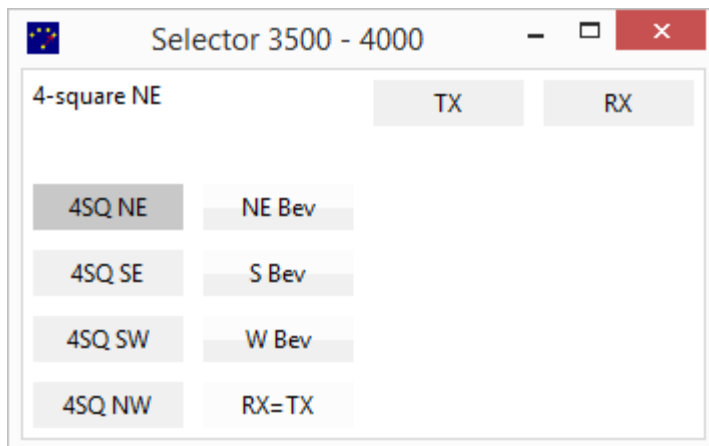 Selector 3500 - 4000
4-square NE TX RX
4SQ NE NE Bev
4SQ SE S Bev
4SQ SW W Bev
4SQ NW RX=TX